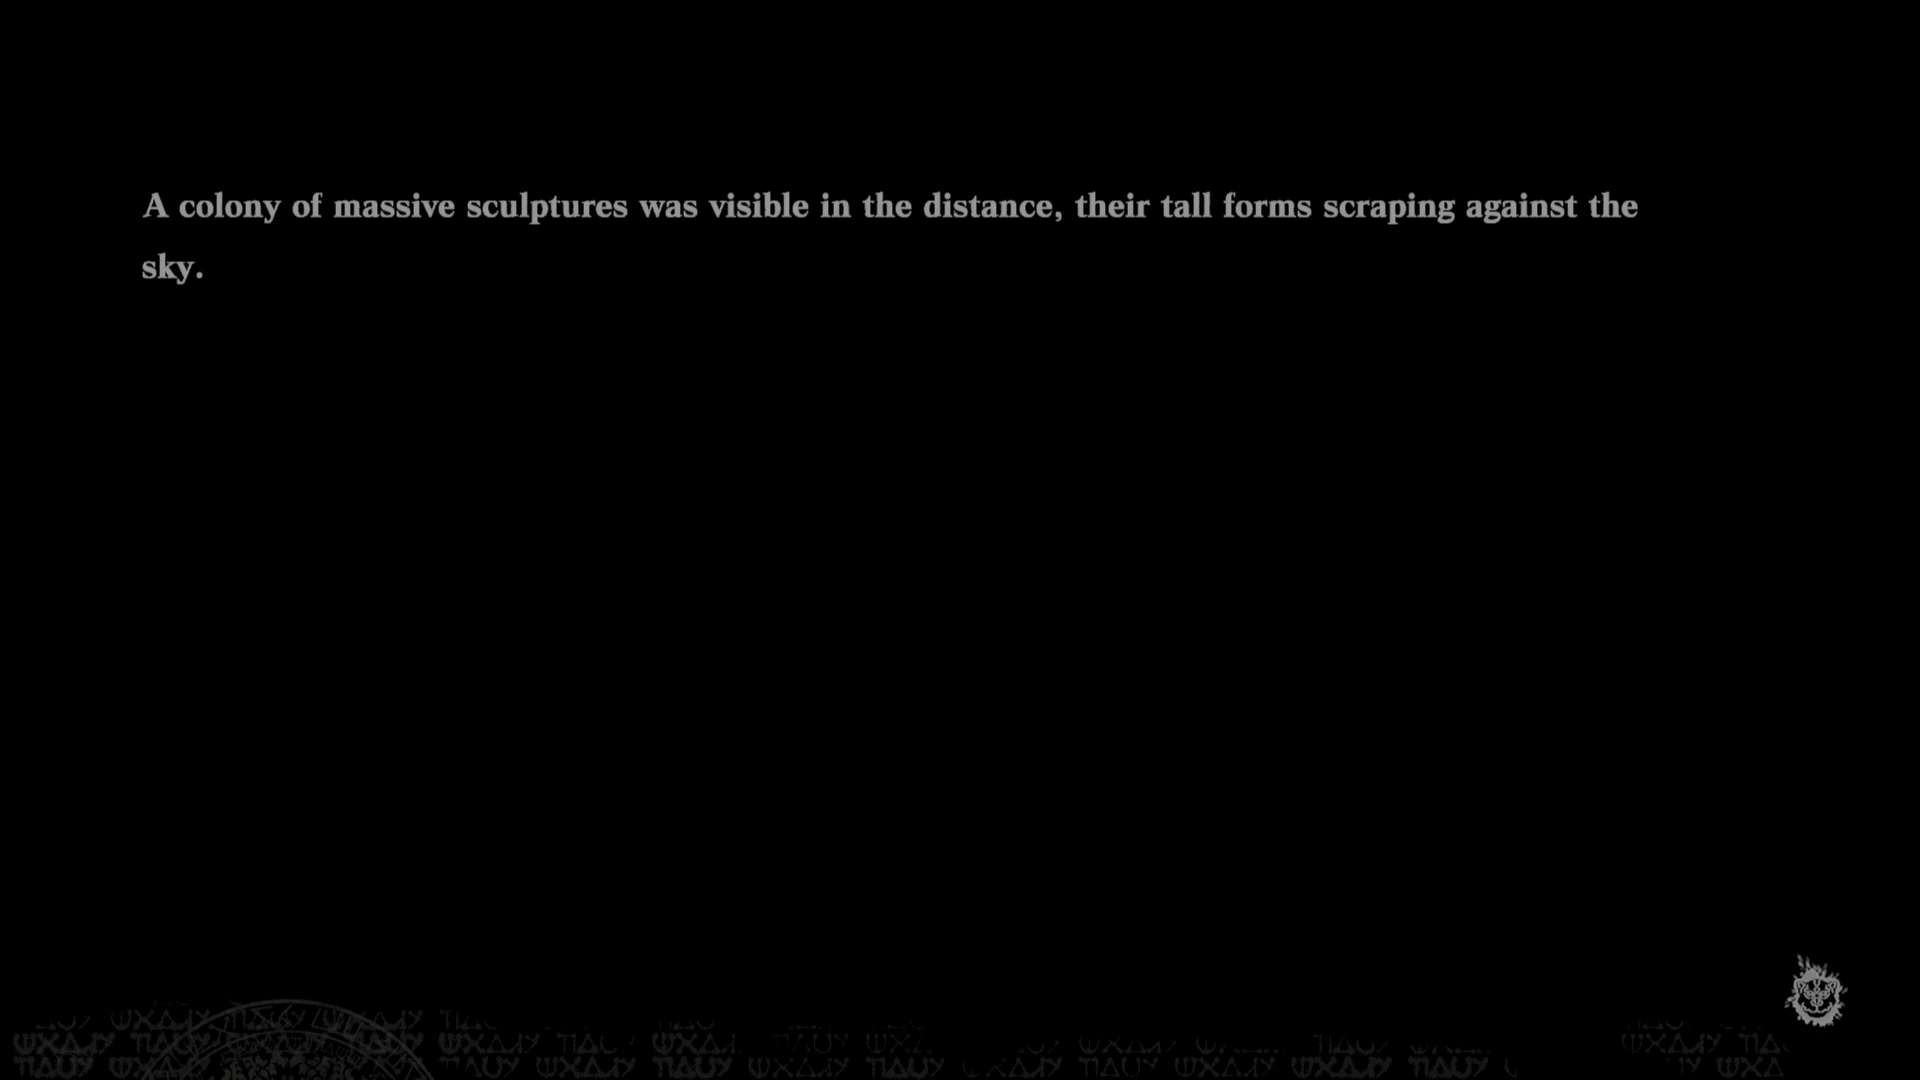 A colony of massive sculptures was visible in the distance, their tall forms scraping against the
sky.